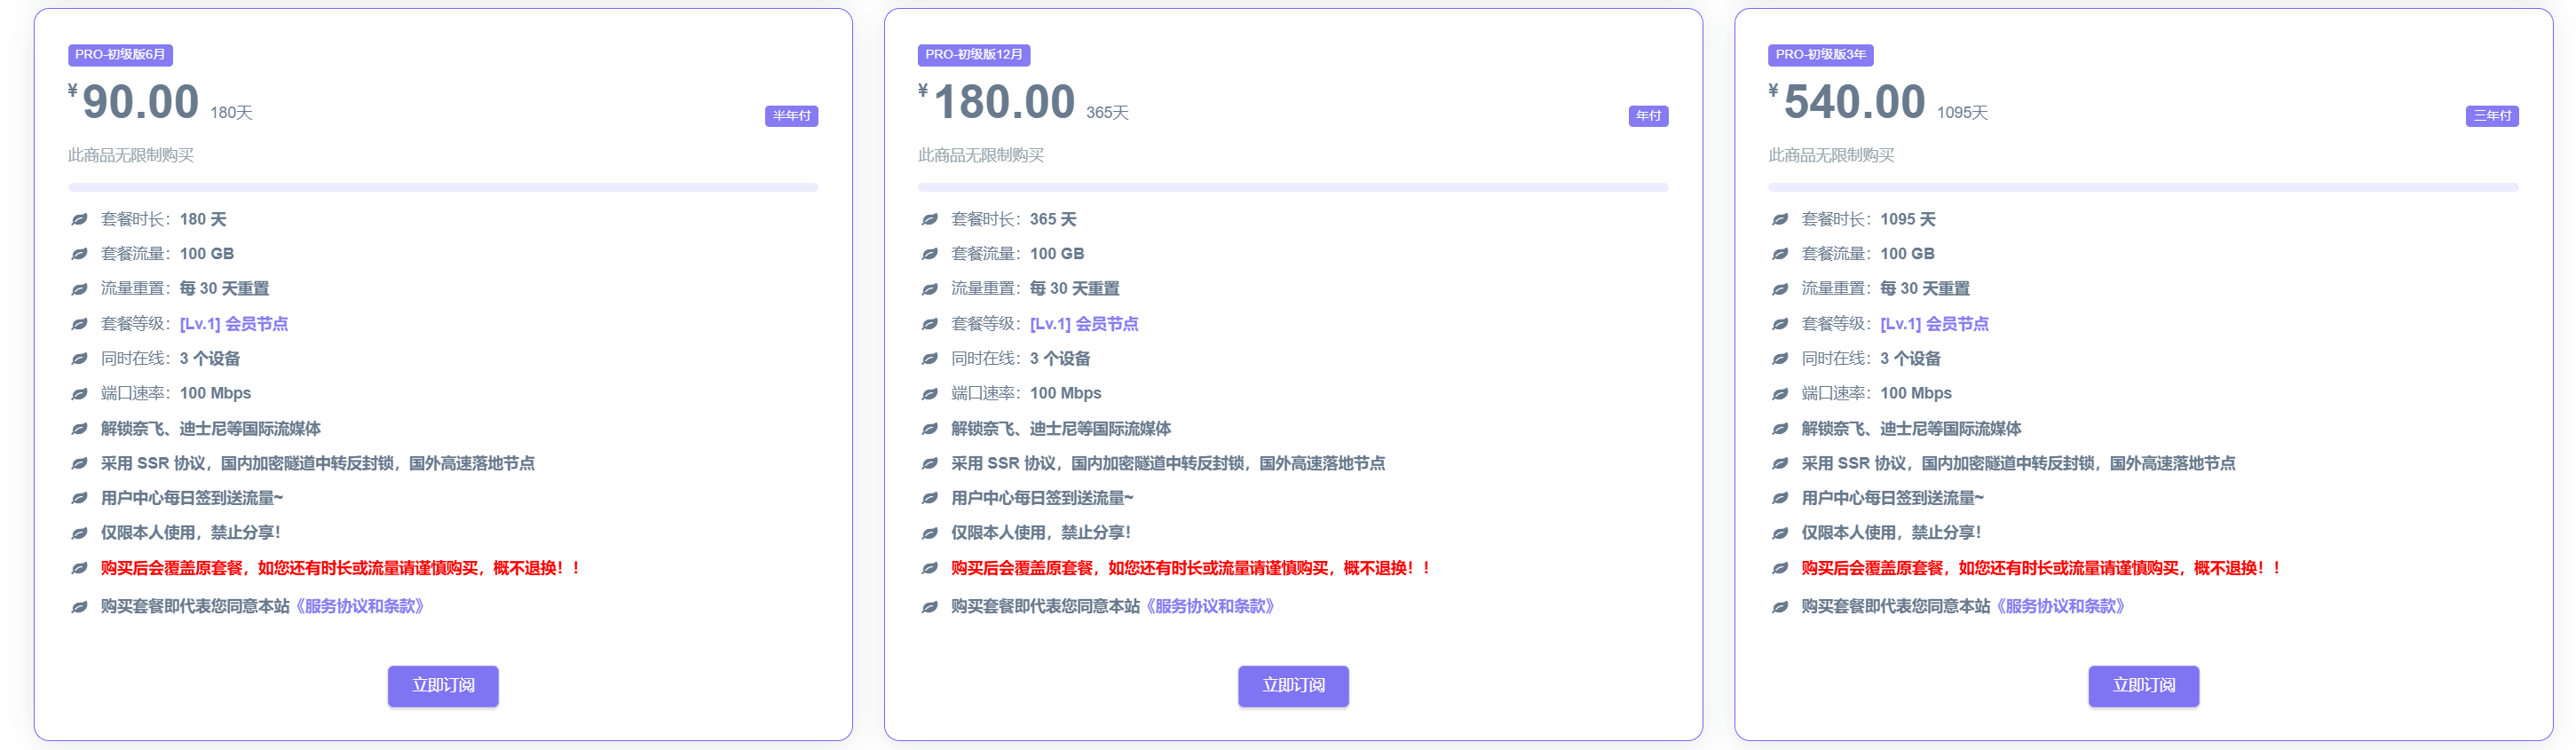 PRO-初级版6月
¥90.00 180天
半年付
此商品无限制购买
套餐时长：180 天
套餐流量：100 GB
流量重置：每 30 天重置
套餐等级：[Lv.1] 会员节点
同时在线：3 个设备
端口速率：100 Mbps
解锁奈飞、迪士尼等国际流媒体
采用 SSR 协议，国内加密隧道中转反封锁，国外高速落地节点
用户中心每日签到送流量~
仅限本人使用，禁止分享！
购买后会覆盖原套餐，如您还有时长或流量请谨慎购买，概不退换！！
购买套餐即代表您同意本站《服务协议和条款》
立即订阅
PRO-初级版12月
¥180.00 365天
年付
此商品无限制购买
套餐时长：365 天
套餐流量：100 GB
流量重置：每 30 天重置
套餐等级：[Lv.1] 会员节点
同时在线：3 个设备
端口速率：100 Mbps
解锁奈飞、迪士尼等国际流媒体
采用 SSR 协议，国内加密隧道中转反封锁，国外高速落地节点
用户中心每日签到送流量~
仅限本人使用，禁止分享！
购买后会覆盖原套餐，如您还有时长或流量请谨慎购买，概不退换！！
购买套餐即代表您同意本站《服务协议和条款》
立即订阅
PRO-初级版3年
¥540.00 1095天
三年付
此商品无限制购买
套餐时长：1095 天
套餐流量：100 GB
流量重置：每 30 天重置
套餐等级：[Lv.1] 会员节点
同时在线：3 个设备
端口速率：100 Mbps
解锁奈飞、迪士尼等国际流媒体
采用 SSR 协议，国内加密隧道中转反封锁，国外高速落地节点
用户中心每日签到送流量~
仅限本人使用，禁止分享！
购买后会覆盖原套餐，如您还有时长或流量请谨慎购买，概不退换！！
购买套餐即代表您同意本站《服务协议和条款》
立即订阅